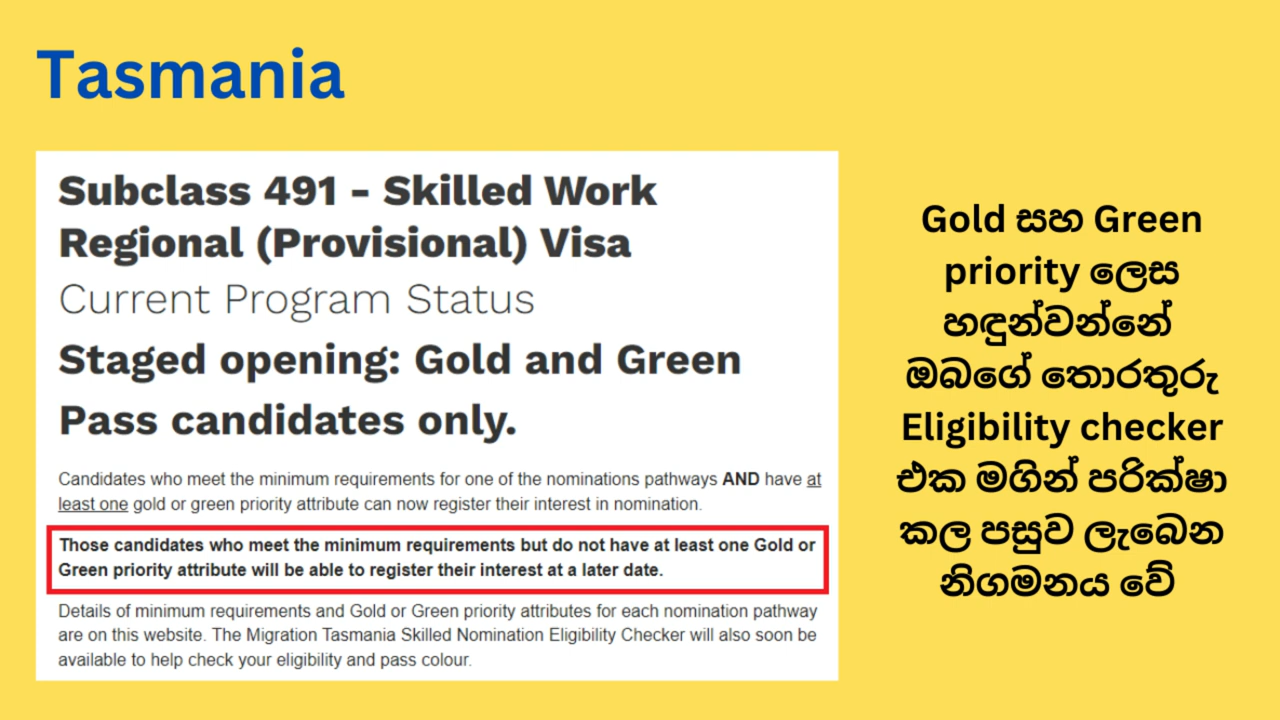 Tasmania
Subclass 491 - Skilled Work
Regional (Provisional) Visa
Current Program Status
Staged opening: Gold and Green
Pass candidates only.
Candidates who meet the minimum requirements for one of the nominations pathways AND have at
least one gold or green priority attribute can now register their interest in nomination.
Those candidates who meet the minimum requirements but do not have at least one Gold or
Green priority attribute will be able to register their interest at a later date.
Details of minimum requirements and Gold or Green priority attributes for each nomination pathway
are on this website. The Migration Tasmania Skilled Nomination Eligibility Checker will also soon be
available to help check your eligibility and pass colour.
Gold සහ Green
priority ලෙස
හඳුන්වන්නේ
ඔබගේ තොරතුරු
Eligibility checker
එක මගින් පරික්ෂා
කල පසුව ලැබෙන
නිගමනය වේ